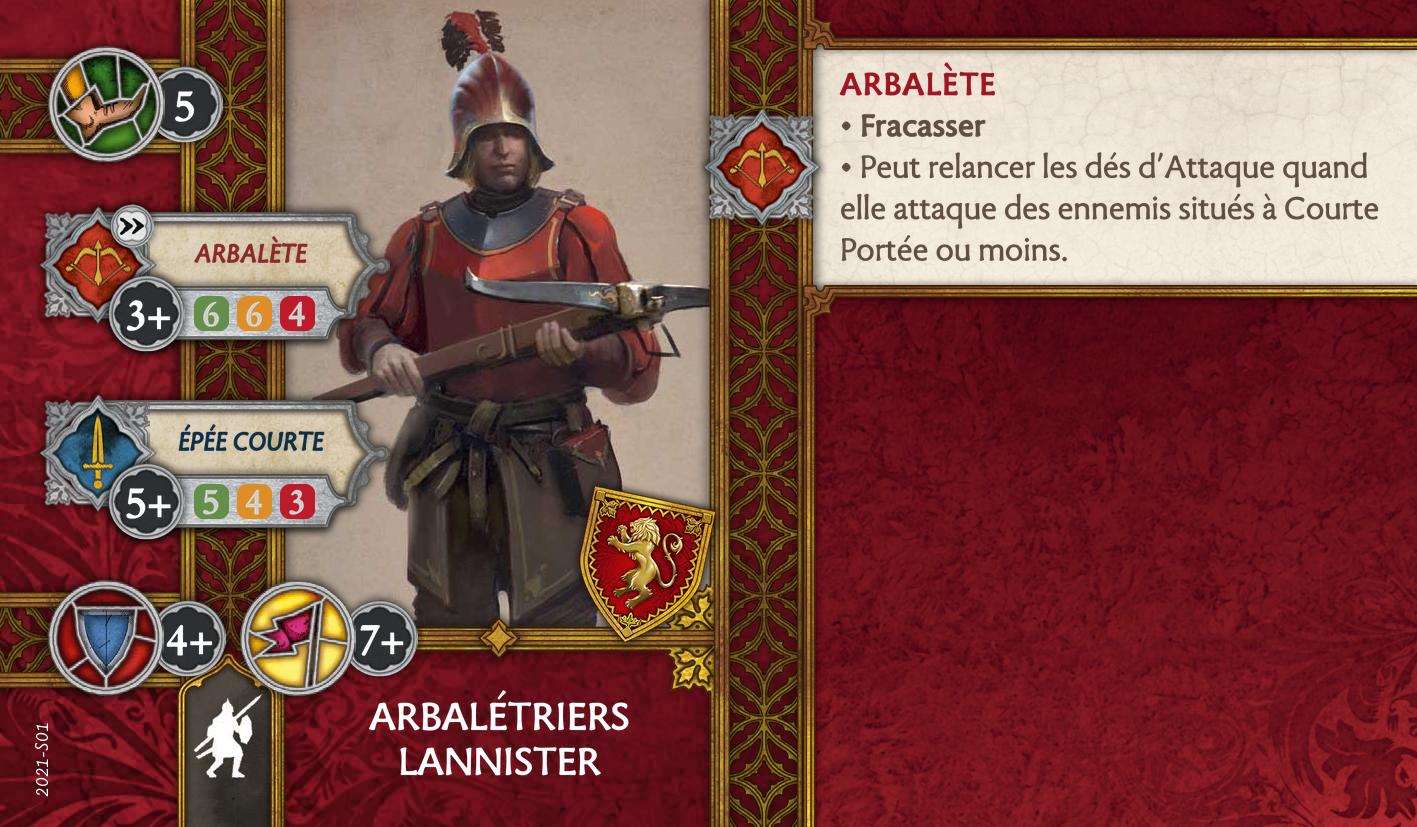 5
ARBALÈTE
3+ 6 6 4
ÉPÉE COURTE
5+ 5 4 3
4+ 7+
ARBALÉTRIERS
LANNISTER
2021-S01
ARBALÈTE
• Fracasser
• Peut relancer les dés d'Attaque quand
elle attaque des ennemis situés à Courte
Portée ou moins.